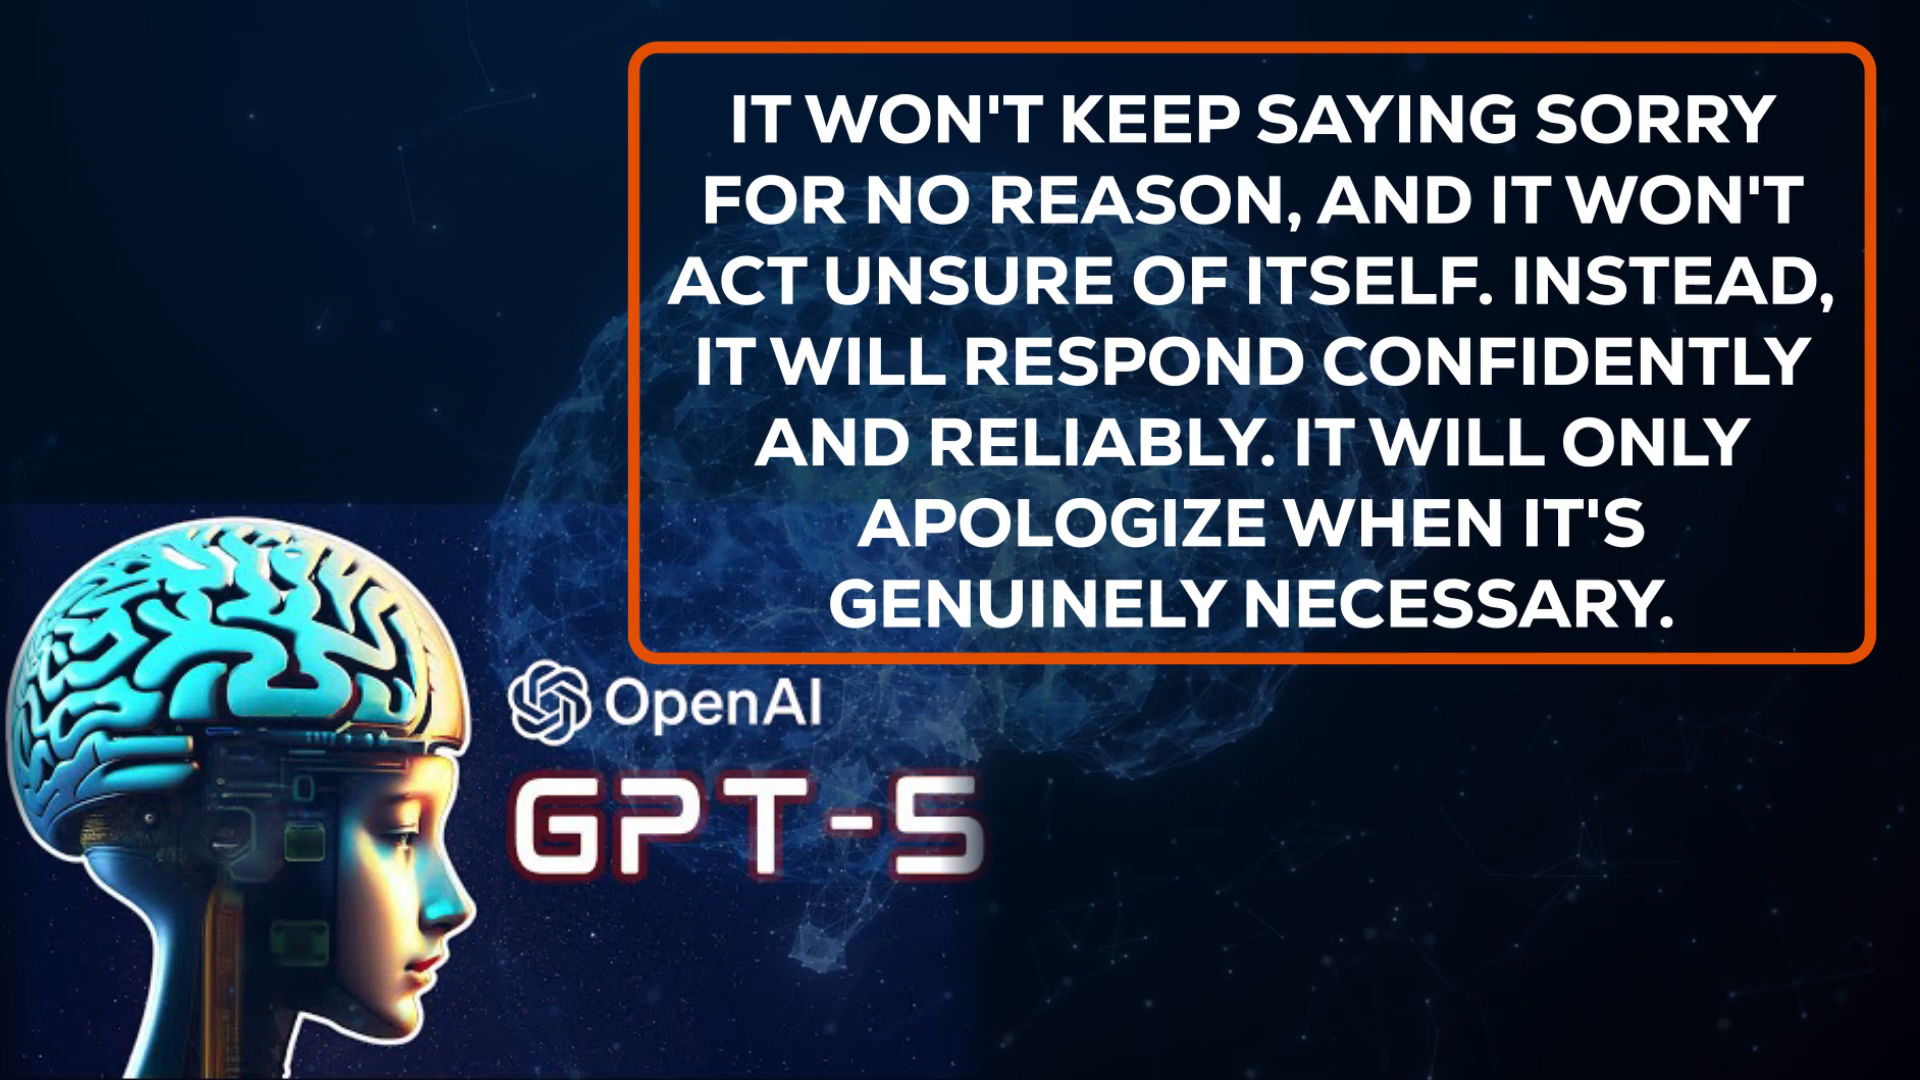 IT WON'T KEEP SAYING SORRY
FOR NO REASON, AND IT WON'T
ACT UNSURE OF ITSELF. INSTEAD,
IT WILL RESPOND CONFIDENTLY
AND RELIABLY. IT WILL ONLY
APOLOGIZE WHEN IT'S
GENUINELY NECESSARY.
OpenAI
GPT-5